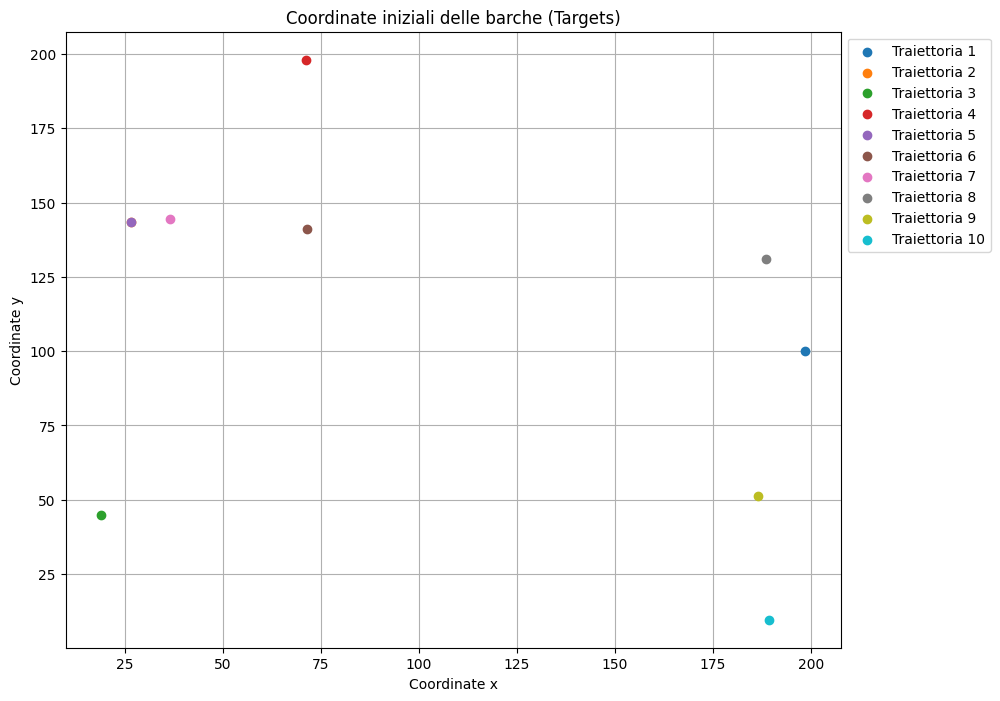 Coordinate iniziali delle barche (Targets)
200
175
150
125
100
75
50
25
Coordinate y
25
50
75
100
125
150
175
200
Coordinate x
Traiettoria 1
Traiettoria 2
Traiettoria 3
Traiettoria 4
Traiettoria 5
Traiettoria 6
Traiettoria 7
Traiettoria 8
Traiettoria 9
Traiettoria 10